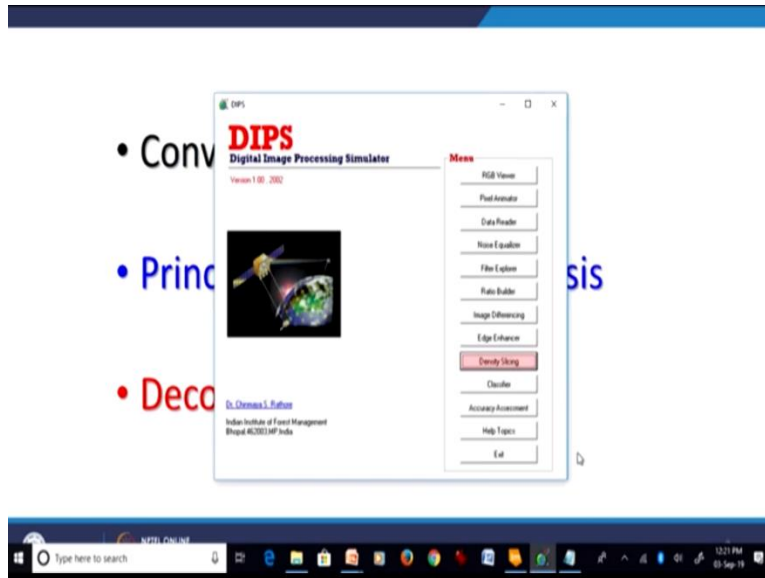 • Conv
• Princ sis
• Deco
DIPS
DIPS
Digital Image Processing Simulator
Version 1.00 . 2002
Menu
RGB Viewer
Pixel Animator
Data Reader
Noise Equalizer
Filter Explorer
Ratio Builder
Image Differencing
Edge Enhancer
Density Slicing
Classifier
Accuracy Assessment
Help Topics
Exit
Dr. Chinmaya S. Rathore
Indian Institute of Forest Management
Bhopal,462003,MP,India
NPTEL ONLINE
Type here to search
12:21 PM
03-Sep-19